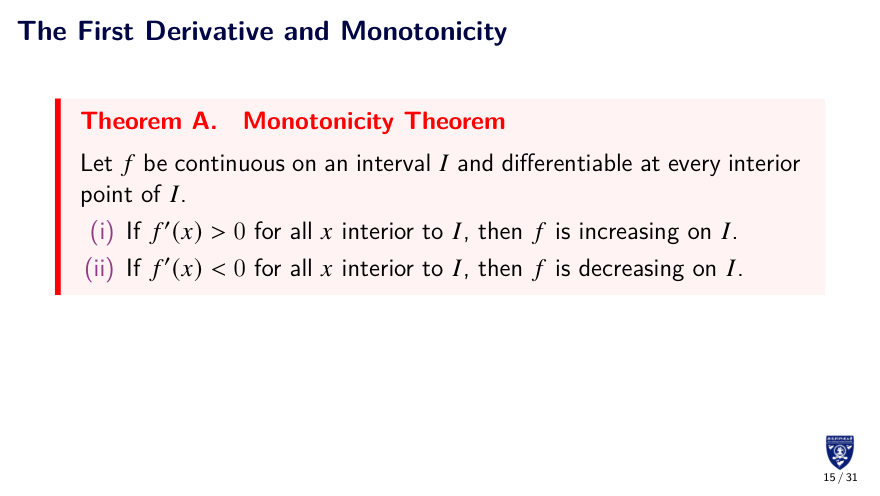 The First Derivative and Monotonicity
Theorem A. Monotonicity Theorem
Let f be continuous on an interval I and differentiable at every interior
point of I.
(i) If f′(x) > 0 for all x interior to I, then f is increasing on I.
(ii) If f′(x) < 0 for all x interior to I, then f is decreasing on I.
15 / 31